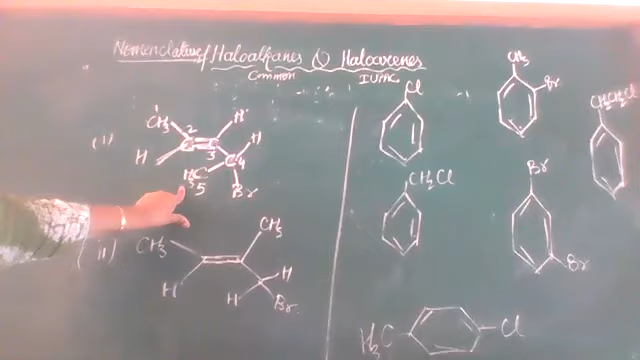 Nomenclature of Haloalkanes & Haloarenes
Common IUPAC
(i)
1
CH3
2
H
H
3
H
4
H3C
5
Br
(ii)
CH3
CH3
H
H
H
Br
Cl
CH3
Br
CH2Cl
CH2Cl
Br
Br
H3C
Cl